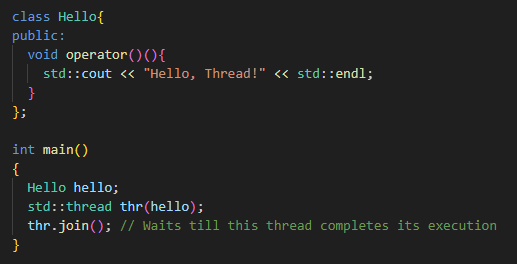 class Hello{
public:
  void operator()(){
    std::cout << "Hello, Thread!" << std::endl;
  }
};

int main()
{
  Hello hello;
  std::thread thr(hello);
  thr.join(); // Waits till this thread completes its execution
}